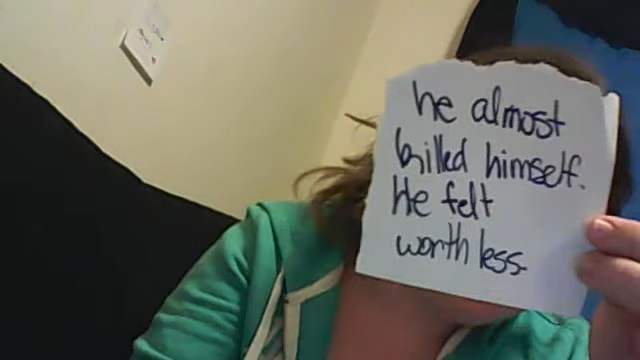 he almost
killed himself.
He felt
worthless.